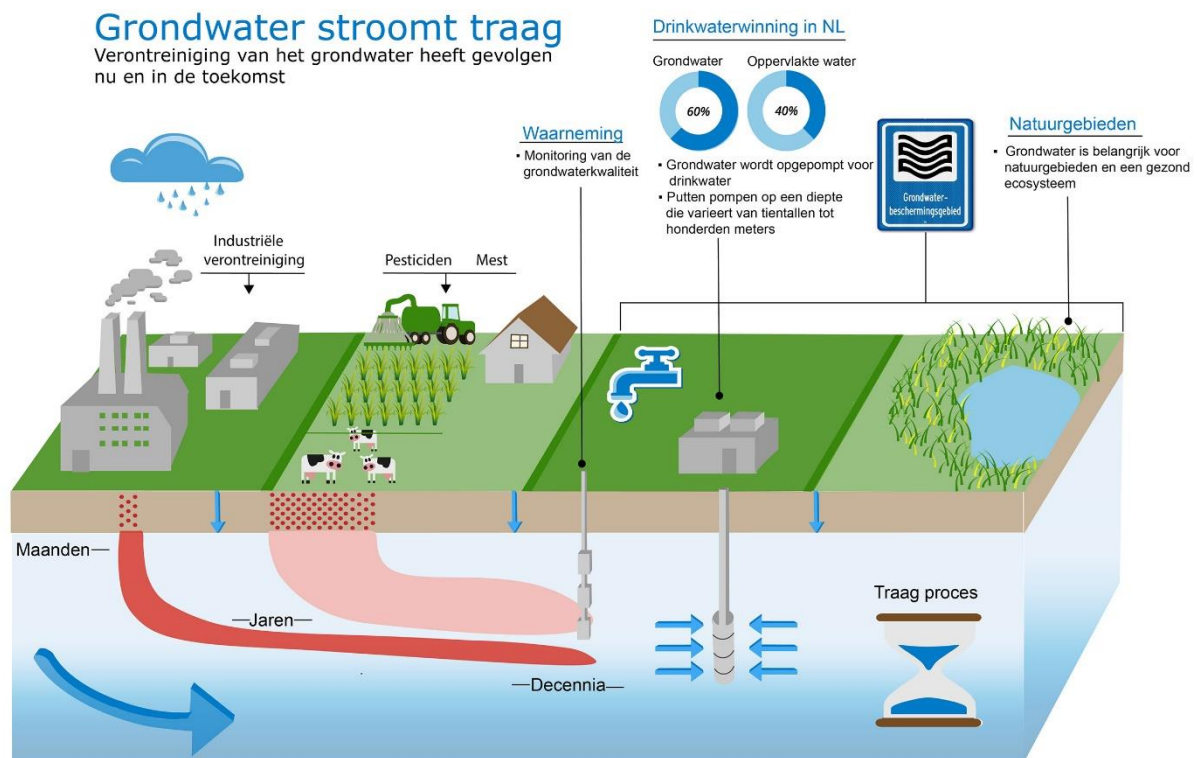 Grondwater stroomt traag
Verontreiniging van het grondwater heeft gevolgen
nu en in de toekomst
Drinkwaterwinning in NL
Grondwater
Oppervlakte water
60%
40%
▪ Grondwater wordt opgepompt voor
drinkwater
▪ Putten pompen op een diepte
die varieert van tientallen tot
honderden meters
Waarneming
▪ Monitoring van de
grondwaterkwaliteit
Grondwater-
beschermingsgebied
Natuurgebieden
▪ Grondwater is belangrijk voor
natuurgebieden en een gezond
ecosysteem
Industriële
verontreiniging
Pesticiden
Mest
Maanden
Jaren
Decennia
Traag proces